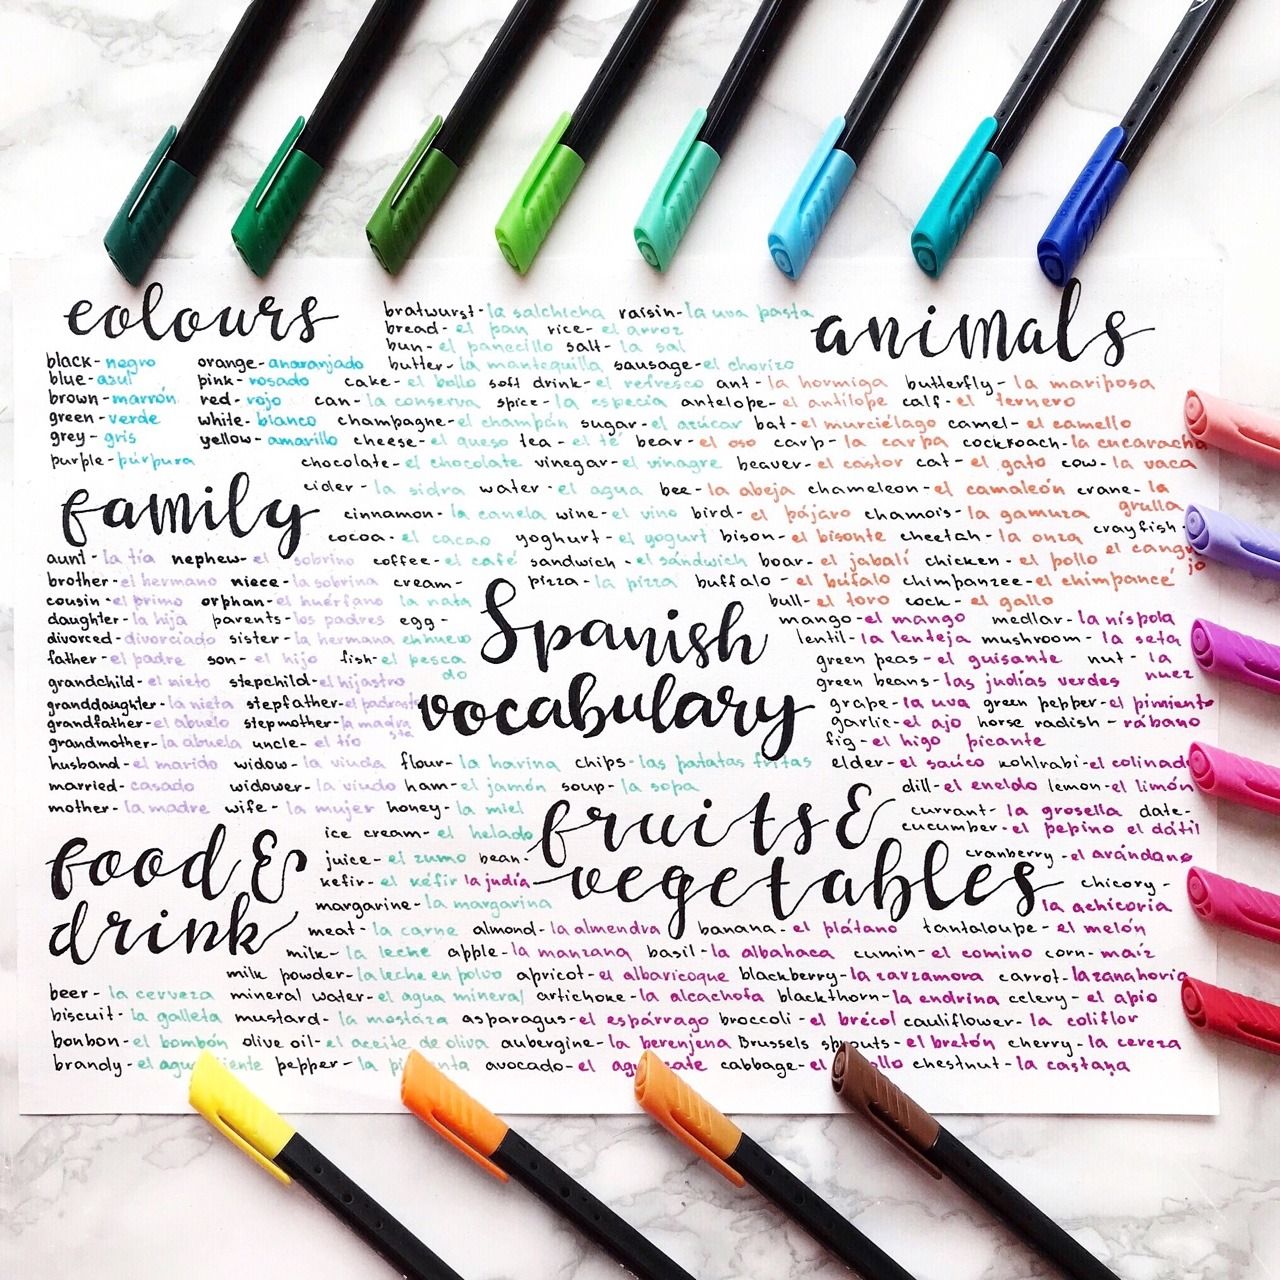 colours
black - negro orange - anaranjado
blue - azul pink - rosado
brown - marrón red - rojo
green - verde white - blanco
grey - gris yellow - amarillo
purple - púrpura
family
aunt - la tía nephew - el sobrino
brother - el hermano niece - la sobrina
cousin - el primo orphan - el huérfano
daughter - la hija parents - los padres
divorced - divorciado sister - la hermana
father - el padre son - el hijo
grandchild - el nieto stepchild - el hijastro
granddaughter - la nieta stepfather - el padrasto
grandfather - el abuelo stepmother - la madra
sta
grandmother - la abuela uncle - el tío
husband - el marido widow - la viuda
married - casado widower - la viudo
mother - la madre wife - la mujer
food &
drink
beer - la cerveza mineral water - el agua mineral
biscuit - la galleta mustard - la mostaza
bonbon - el bombón olive oil - el aceite de oliva
brandy - el pepper - la
bratwurst - la salchicha raisin - la uva pasta
bread - el pan rice - el arroz
bun - el panecillo salt - la sal
butter - la mantequilla sausage - el chorizo
cake - el bollo soft drink - el refresco
can - la conserva spice - la especia
champagne - el champán sugar - el azúcar
cheese - el queso tea - el té
chocolate - el chocolate vinegar - el vinagre
cider - la sidra water - el agua
cinnamon - la canela wine - el vino
cocoa - el cacao yoghurt - el yogurt
coffee - el café sandwich - el sándwich
cream - pizza - la pizza
la nata
egg -
el huevo
fish - el pesca
do
flour - la harina chips - las patatas fritas
ham - el jamón soup - la sopa
honey - la miel
ice cream - el helado
juice - el zumo
kefir - el kéfir
margarine - la margarina
meat - la carne
milk - la leche
milk powder - la leche en polvo
Spanish
vocabulary
animals
ant - la hormiga butterfly - la mariposa
antelope - el antílope calf - el ternero
bat - el murciélago camel - el camello
bear - el oso carp - la carpa cockroach - la cucaracha
beaver - el castor cat - el gato cow - la vaca
bee - la abeja chameleon - el camaleón crane - la
grulla
bird - el pájaro chamois - la gamuza
crayfish -
bison - el bisonte cheetah - la onza
el cangre
jo
boar - el jabalí chicken - el pollo
buffalo - el búfalo chimpanzee - el chimpancé
bull - el toro cock - el gallo
fruits &
vegetables
mango - el mango medlar - la níspola
lentil - la lenteja mushroom - la seta
green peas - el guisante nut - la
nuez
green beans - las judías verdes
grape - la uva green pepper - el pimiento
garlic - el ajo horse radish - rábano
fig - el higo picante
elder - el saúco kohlrabi - el colinado
dill - el eneldo lemon - el limón
currant - la grosella date -
cucumber - el pepino el dátil
cranberry - el arándano
chicory -
la achicoria
bean -
la judía
almond - la almendra banana - el plátano tantaloupe - el melón
apple - la manzana basil - la albahaca cumin - el comino corn - maíz
apricot - el albaricoque blackberry - la zarzamora carrot - la zanahoria
artichoke - la alcachofa blackthorn - la endrina celery - el apio
asparagus - el espárrago broccoli - el brécol cauliflower - la coliflor
aubergine - la berenjena Brussels sprouts - el bretón cherry - la cereza
avocado - el cabbage - el chestnut - la castaña